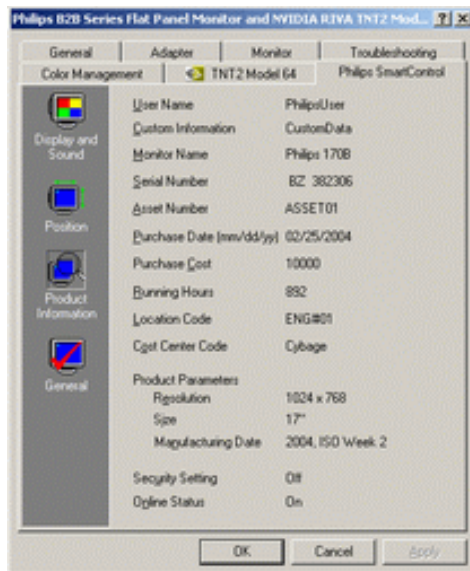 Philips B2B Series Flat Panel Monitor and NVIDIA RIVA TNT2 Mod...
General Adapter Monitor Troubleshooting
Color Management TNT2 Model 64 Philips SmartControl
Display and Sound
Position
Product Information
General
User Name PhilipsUser
Custom Information CustomData
Monitor Name Philips 170B
Serial Number BZ 382306
Asset Number ASSET01
Purchase Date (mm/dd/yy) 02/25/2004
Purchase Cost 10000
Running Hours 892
Location Code ENG#01
Cost Center Code Cybage
Product Parameters
Resolution 1024 x 768
Size 17"
Manufacturing Date 2004, ISO Week 2
Security Setting Off
Online Status On
OK Cancel Apply